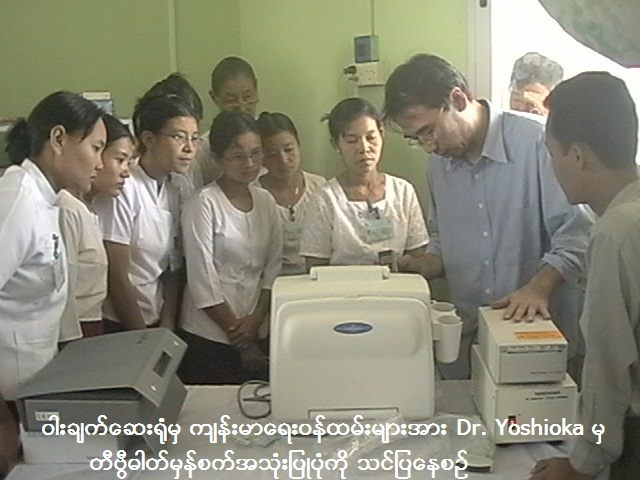 ဝါးချက်ဆေးရုံမှ ကျန်းမာရေးဝန်ထမ်းများအား Dr. Yoshioka မှ
တီဗွီဓါတ်မှန်စက်အသုံးပြုပုံကို သင်ပြနေစဉ်